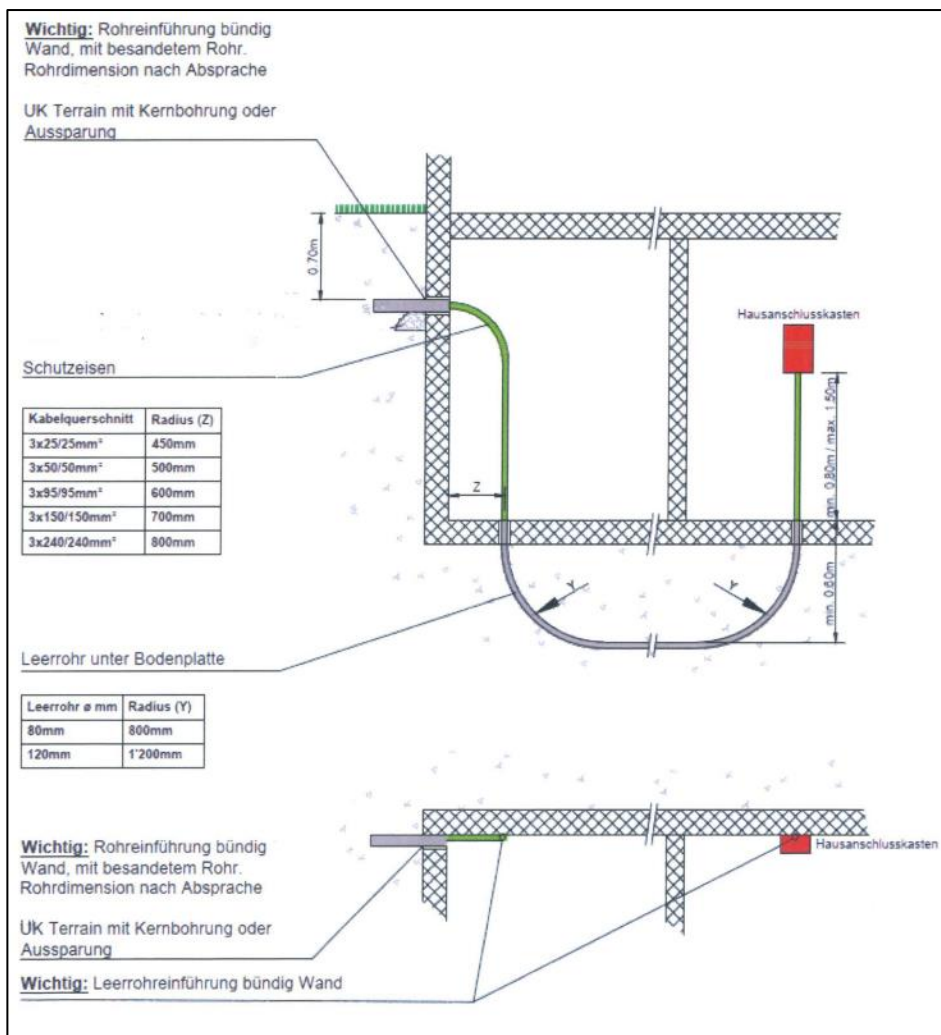 Wichtig: Rohreinführung bündig
Wand, mit besandetem Rohr.
Rohrdimension nach Absprache
UK Terrain mit Kernbohrung oder
Aussparung
0.70m
Hausanschlusskasten
Schutzeisen
Kabelquerschnitt Radius (Z)
3x25/25mm² 450mm
3x50/50mm² 500mm
3x95/95mm² 600mm
3x150/150mm² 700mm
3x240/240mm² 800mm
Z
min. 0.80m / max. 1.50m
Y
Y
min. 0.60m
Leerrohr unter Bodenplatte
Leerrohr ø mm Radius (Y)
80mm 800mm
120mm 1'200mm
Wichtig: Rohreinführung bündig
Wand, mit besandetem Rohr.
Rohrdimension nach Absprache
Hausanschlusskasten
UK Terrain mit Kernbohrung oder
Aussparung
Wichtig: Leerrohreinführung bündig Wand